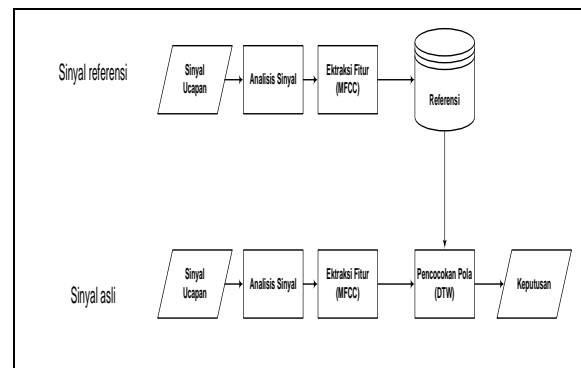 Sinyal referensi
Sinyal
Ucapan
Analisis Sinyal
Ektraksi Fitur
(MFCC)
Referensi
Sinyal asli
Sinyal
Ucapan
Analisis Sinyal
Ektraksi Fitur
(MFCC)
Pencocokan Pola
(DTW)
Keputusan